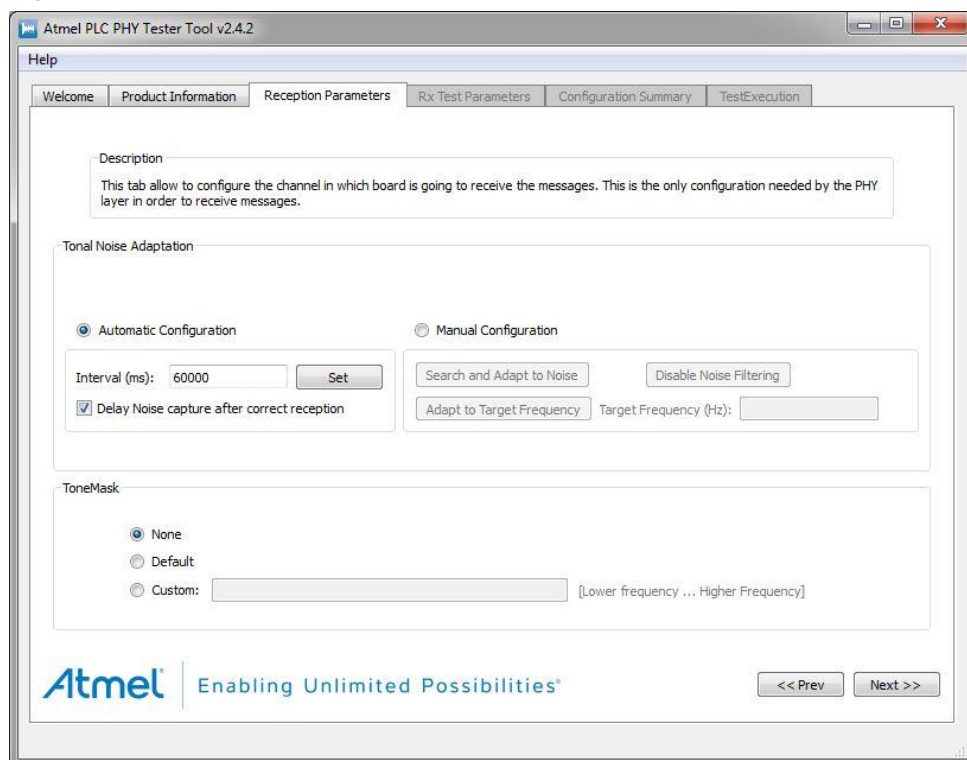 Atmel PLC PHY Tester Tool v2.4.2
Help
Welcome Product Information Reception Parameters Rx Test Parameters Configuration Summary TestExecution
Description
This tab allow to configure the channel in which board is going to receive the messages. This is the only configuration needed by the PHY
layer in order to receive messages.
Tonal Noise Adaptation
Automatic Configuration Manual Configuration
Interval (ms): 60000 Set Search and Adapt to Noise Disable Noise Filtering
Delay Noise capture after correct reception Adapt to Target Frequency Target Frequency (Hz):
ToneMask
None
Default
Custom: [Lower frequency ... Higher Frequency]
Atmel Enabling Unlimited Possibilities® << Prev Next >>